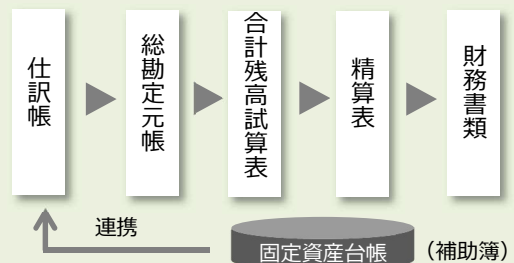 仕訳帳
総勘定元帳
合計残高試算表
精算表
財務書類
連携
固定資産台帳
（補助簿）